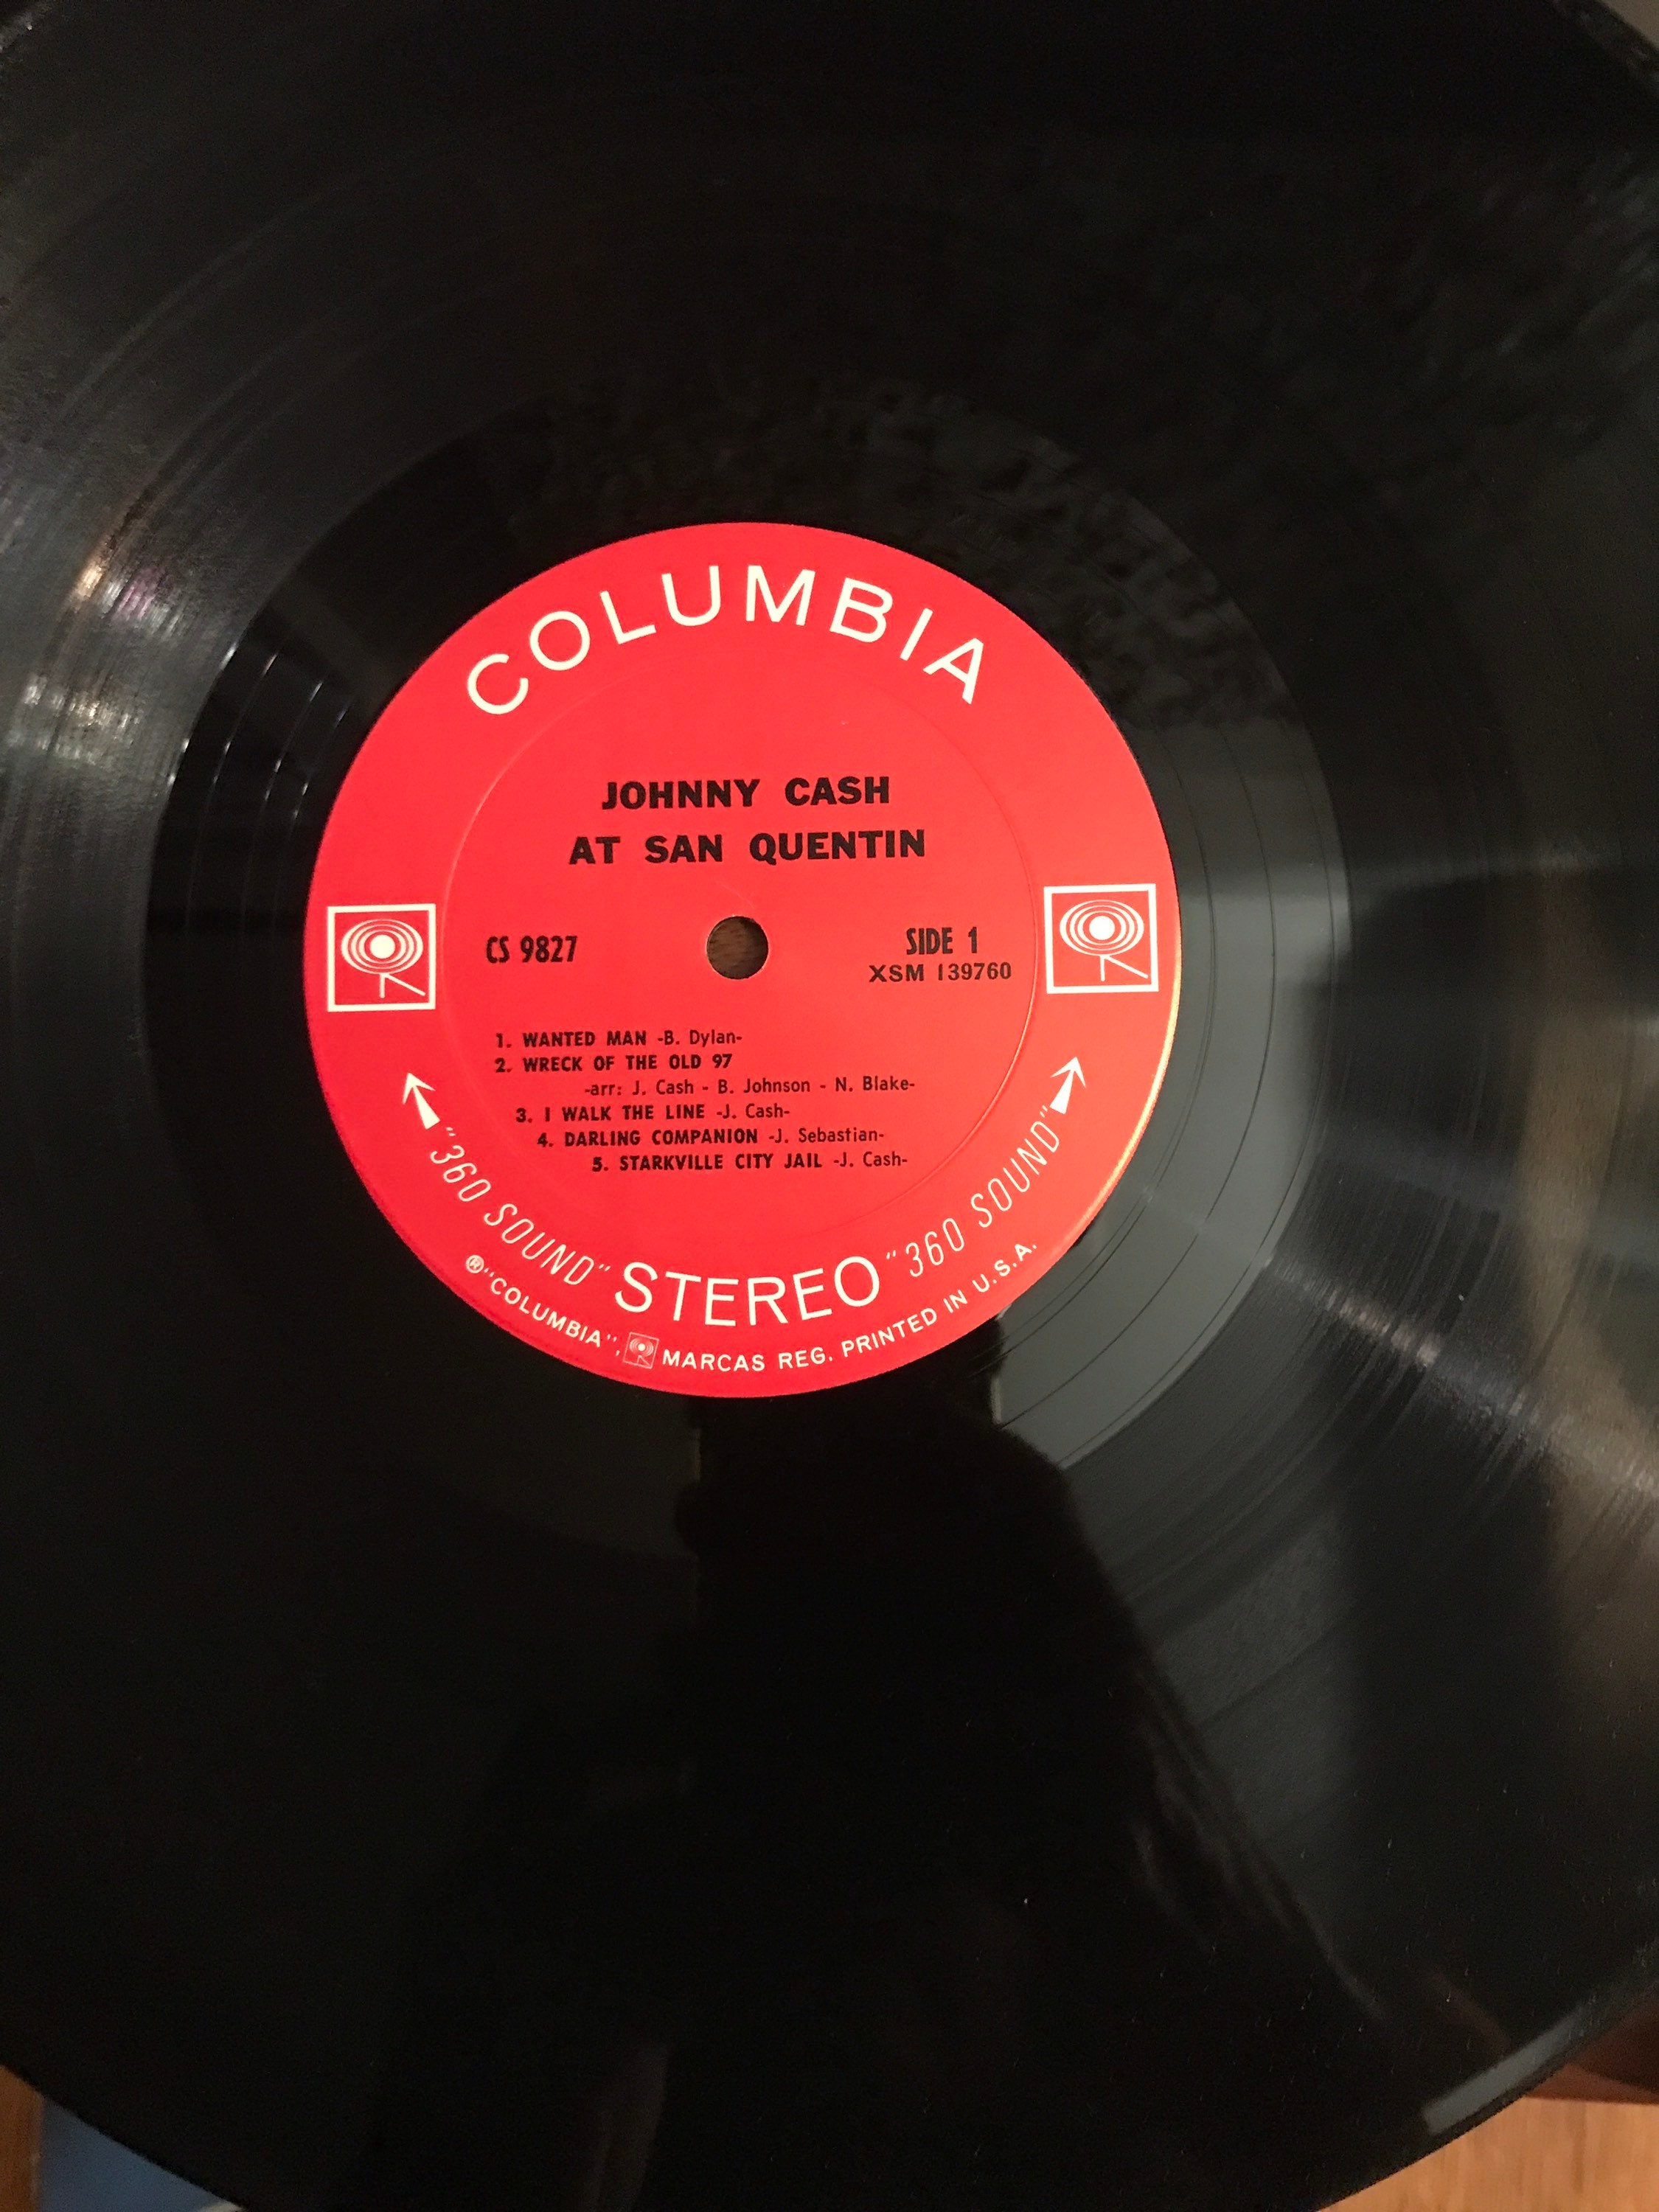 COLUMBIA
JOHNNY CASH
AT SAN QUENTIN
CS 9827
SIDE 1
XSM 139760
1. WANTED MAN -B. Dylan-
2. WRECK OF THE OLD 97
-arr: J. Cash - B. Johnson - N. Blake-
3. I WALK THE LINE -J. Cash-
4. DARLING COMPANION -J. Sebastian-
5. STARKVILLE CITY JAIL -J. Cash-
"360 SOUND" STEREO "360 SOUND"
® "COLUMBIA", MARCAS REG. PRINTED IN U.S.A.